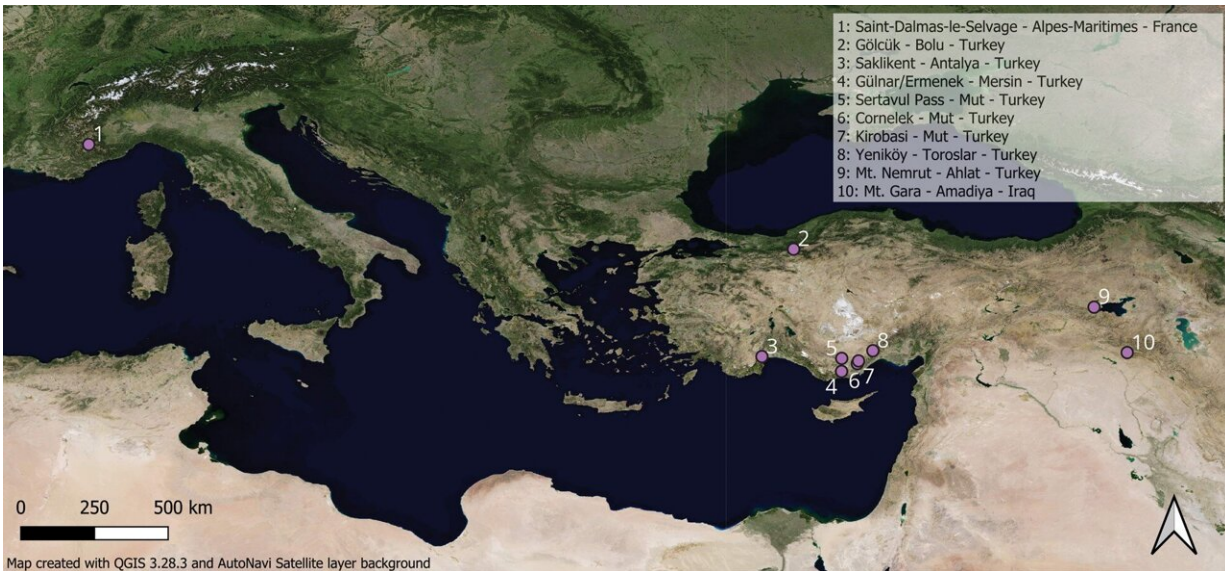 1: Saint-Dalmas-le-Selvage - Alpes-Maritimes - France
2: Gölcük - Bolu - Turkey
3: Saklikent - Antalya - Turkey
4: Gülnar/Ermenek - Mersin - Turkey
5: Sertavul Pass - Mut - Turkey
6: Cornelek - Mut - Turkey
7: Kirobasi - Mut - Turkey
8: Yeniköy - Toroslar - Turkey
9: Mt. Nemrut - Ahlat - Turkey
10: Mt. Gara - Amadiya - Iraq
1
2
9
3
5
8
10
4
6
7
0 250 500 km
Map created with QGIS 3.28.3 and AutoNavi Satellite layer background